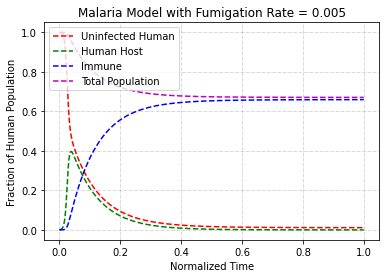 Malaria Model with Fumigation Rate = 0.005
Uninfected Human
Human Host
Immune
Total Population
Fraction of Human Population
1.0
0.8
0.6
0.4
0.2
0.0
0.0 0.2 0.4 0.6 0.8 1.0
Normalized Time